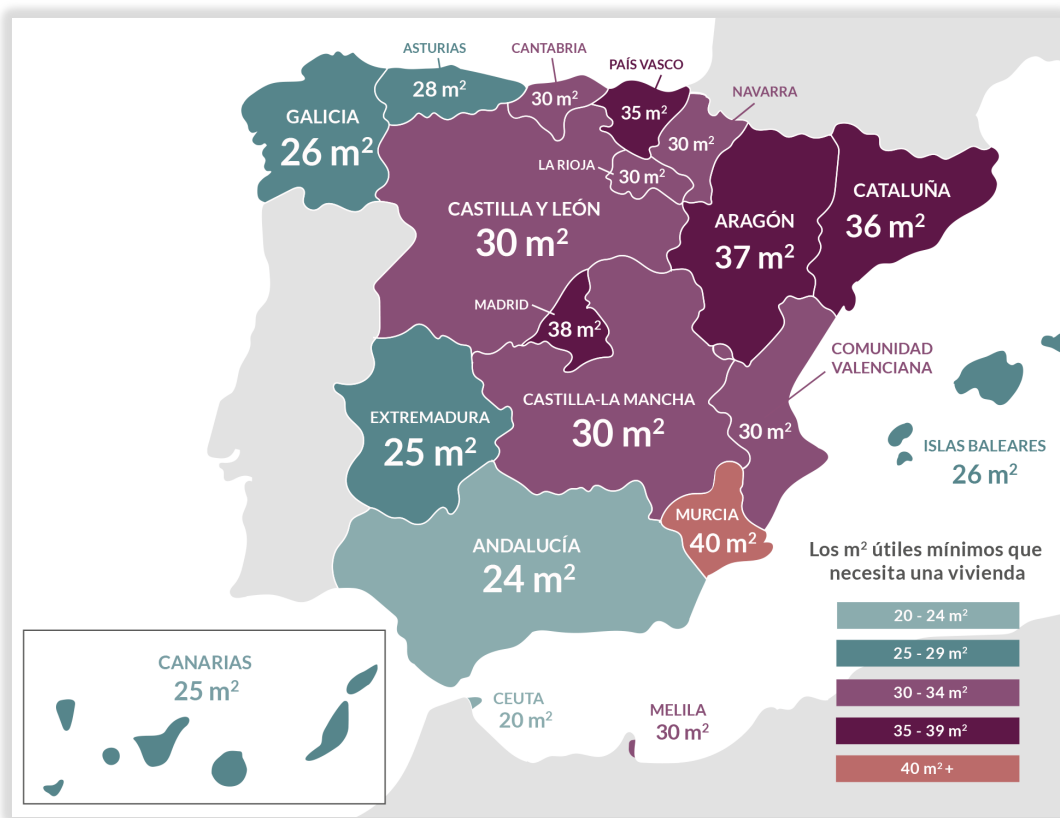 ASTURIAS
28 m²
CANTABRIA
30 m²
PAÍS VASCO
35 m²
NAVARRA
30 m²
GALICIA
26 m²
LA RIOJA
30 m²
CATALUÑA
36 m²
CASTILLA Y LEÓN
30 m²
ARAGÓN
37 m²
MADRID
38 m²
COMUNIDAD
VALENCIANA
30 m²
EXTREMADURA
25 m²
CASTILLA-LA MANCHA
30 m²
ISLAS BALEARES
26 m²
MURCIA
40 m²
ANDALUCÍA
24 m²
CANARIAS
25 m²
CEUTA
20 m²
MELILA
30 m²
Los m² útiles mínimos que
necesita una vivienda
20 - 24 m²
25 - 29 m²
30 - 34 m²
35 - 39 m²
40 m² +